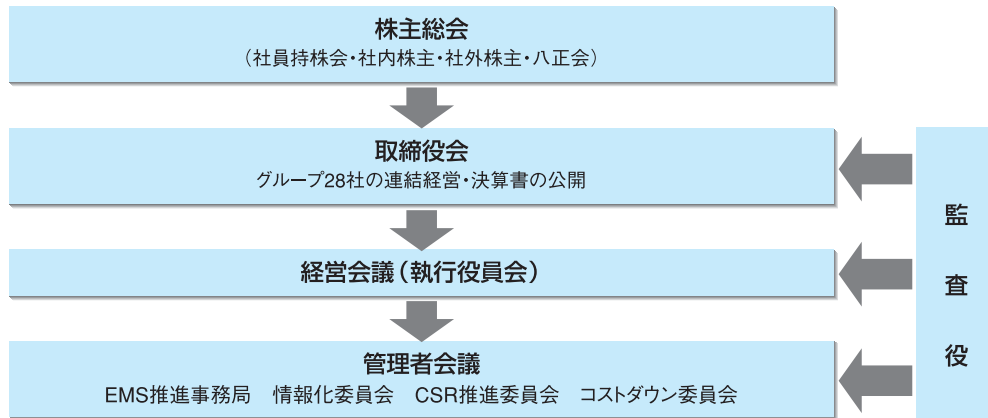 株主総会
（社員持株会・社内株主・社外株主・八正会）
取締役会
グループ28社の連結経営・決算書の公開
経営会議（執行役員会）
管理者会議
EMS推進事務局　情報化委員会　CSR推進委員会　コストダウン委員会
監査役